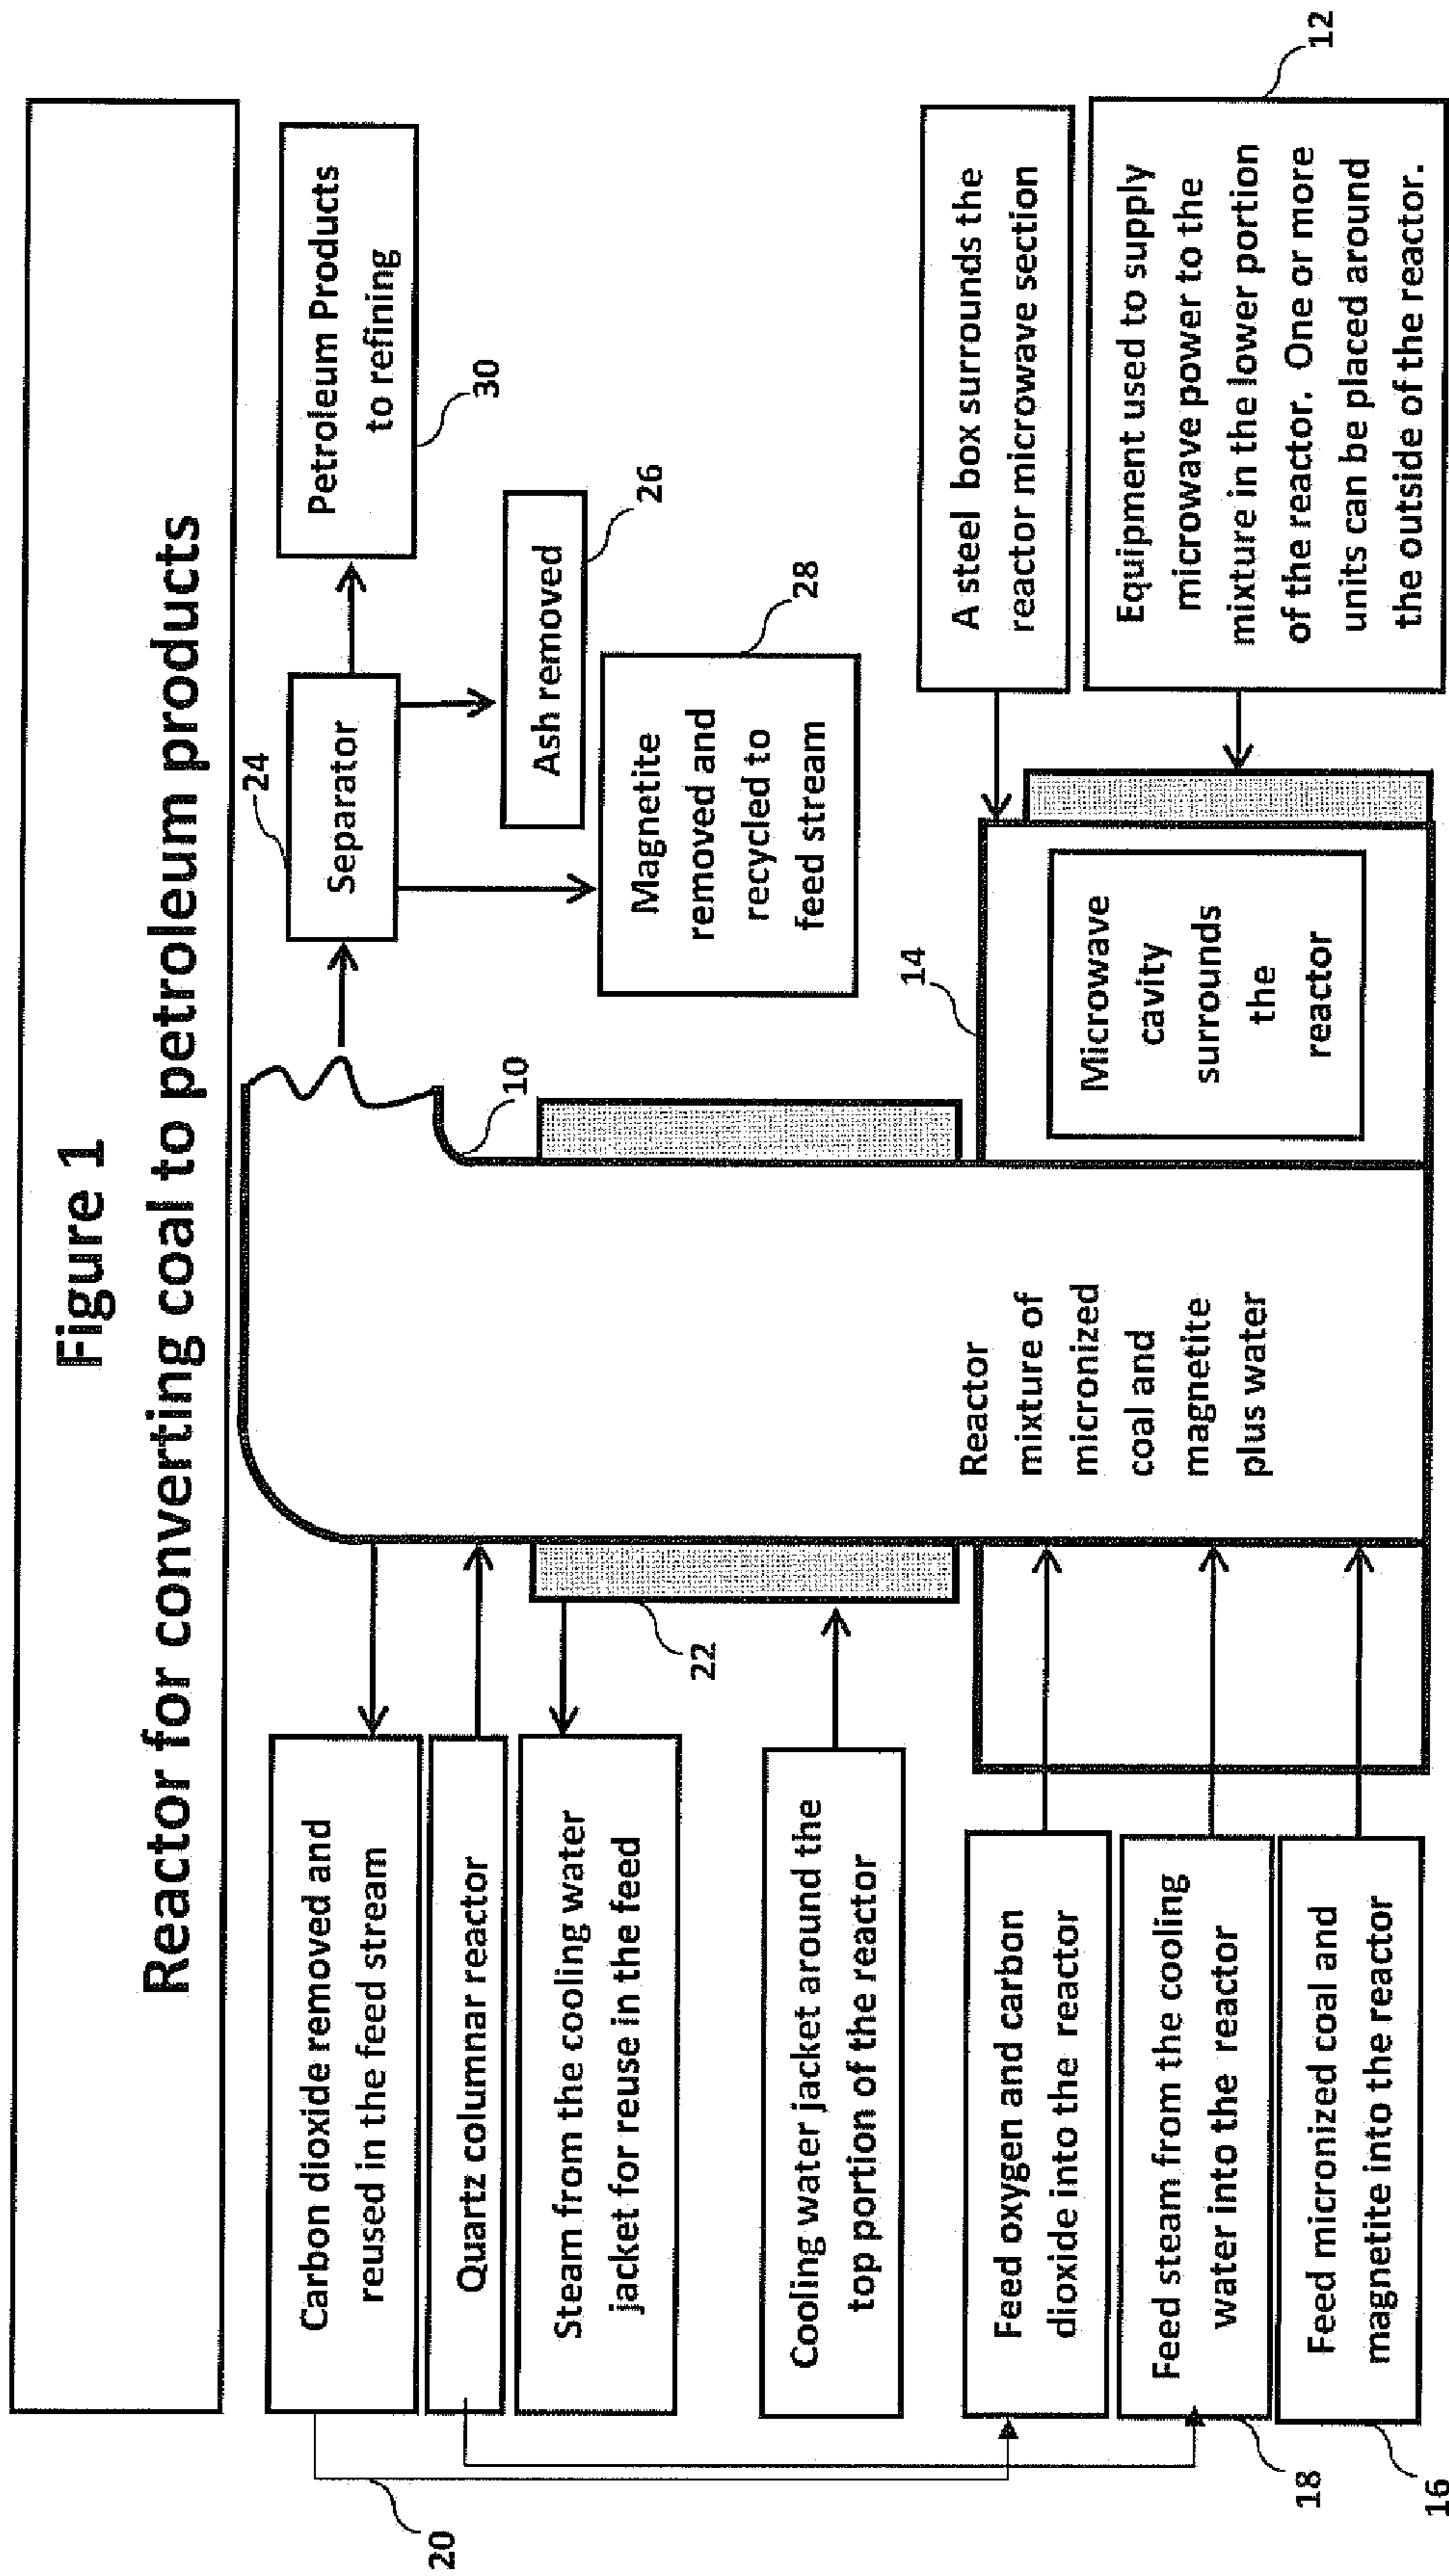 Figure 1
Reactor for converting coal to petroleum products
Carbon dioxide removed and
reused in the feed stream
Quartz columnar reactor
Steam from the cooling water
jacket for reuse in the feed
22
Cooling water jacket around the
top portion of the reactor
Feed oxygen and carbon
dioxide into the reactor
Feed steam from the cooling
water into the reactor
Feed micronized coal and
magnetite into the reactor
20
18
16
10
Reactor
mixture of
micronized
coal and
magnetite
plus water
24
Separator
Petroleum Products
to refining
30
Ash removed
26
Magnetite
removed and
recycled to
feed stream
28
14
Microwave
cavity
surrounds
the
reactor
A steel box surrounds the
reactor microwave section
Equipment used to supply
microwave power to the
mixture in the lower portion
of the reactor. One or more
units can be placed around
the outside of the reactor.
12